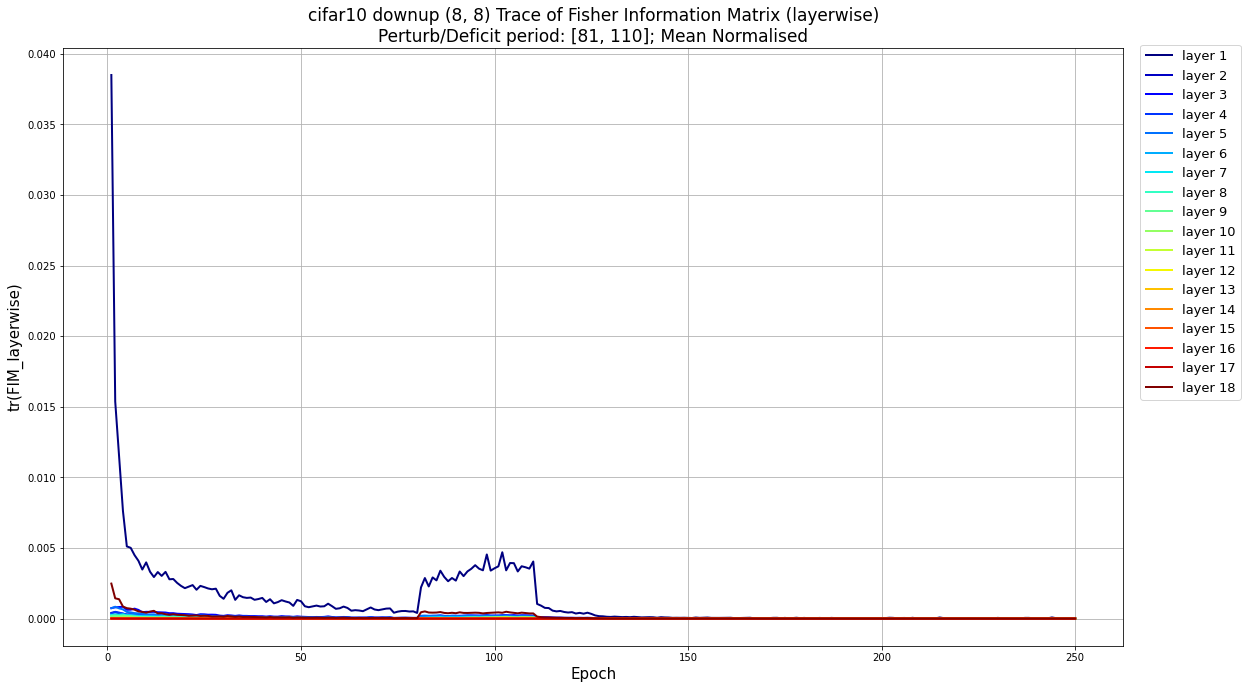 cifar10 downup (8, 8) Trace of Fisher Information Matrix (layerwise)
Perturb/Deficit period: [81, 110]; Mean Normalised
tr(FIM_layerwise)
0.040
0.035
0.030
0.025
0.020
0.015
0.010
0.005
0.000
0
50
100
150
200
250
Epoch
layer 1
layer 2
layer 3
layer 4
layer 5
layer 6
layer 7
layer 8
layer 9
layer 10
layer 11
layer 12
layer 13
layer 14
layer 15
layer 16
layer 17
layer 18